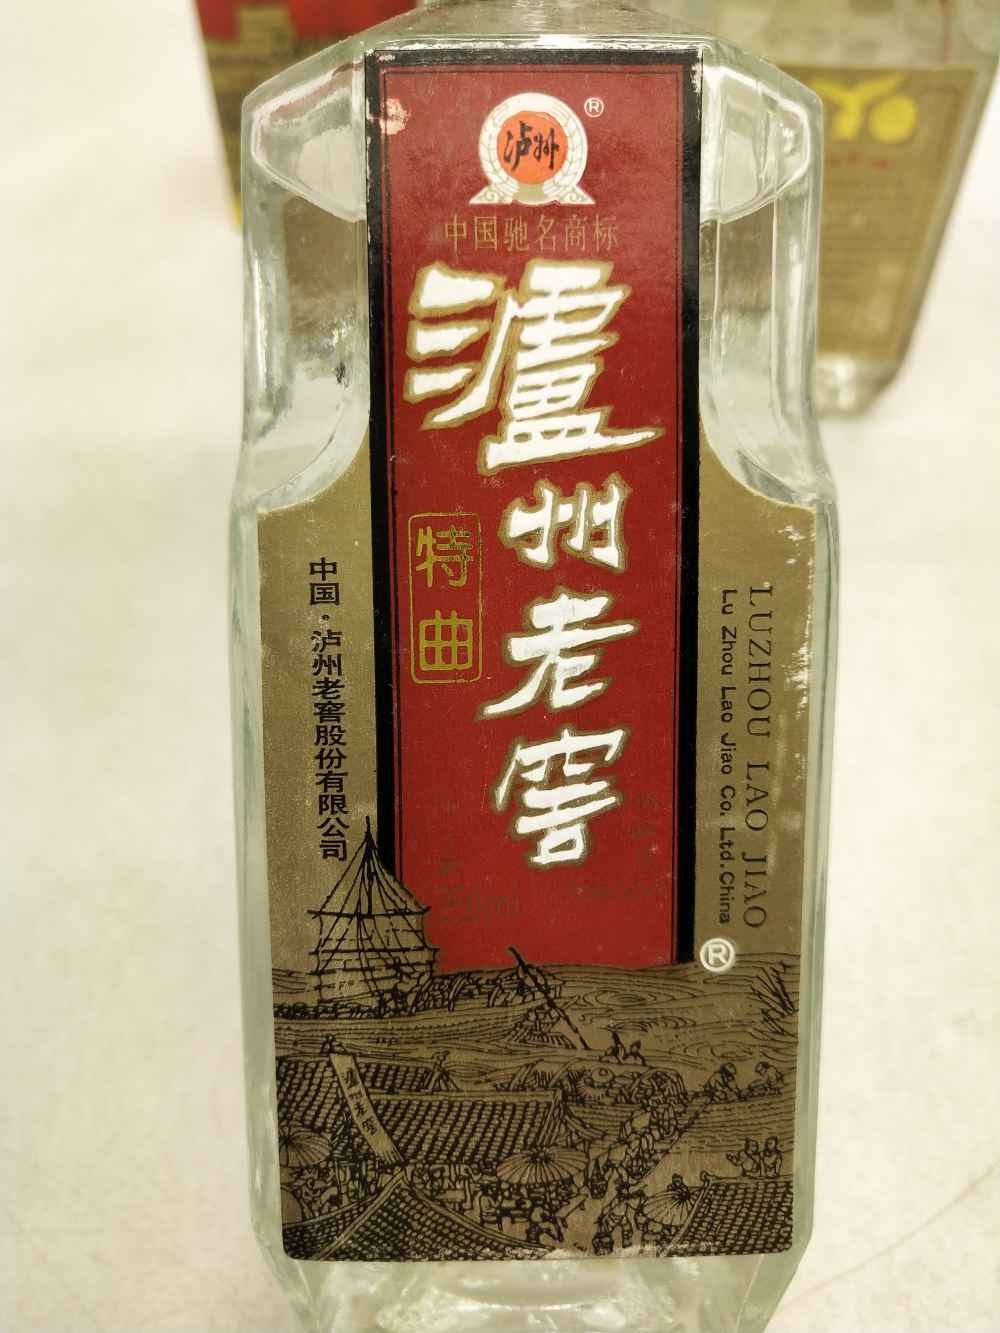 泸州
®
中国驰名商标
瀘州老窖
特曲
中国·泸州老窖股份有限公司
LUZHOU LAO JIAO
Lu Zhou Lao Jiao Co. Ltd.China
®